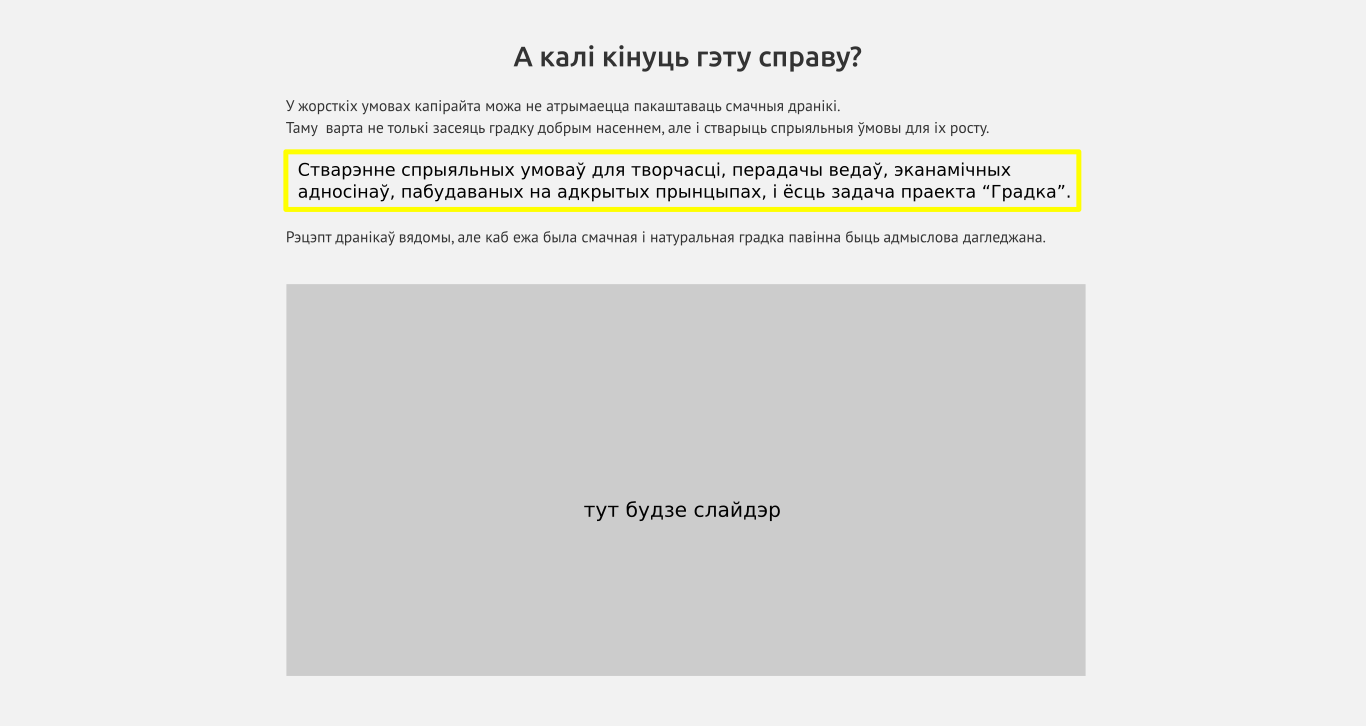 А калі кінуць гэту справу?
У жорсткіх умовах капірайта можа не атрымаецца пакаштаваць смачныя дранікі.
Таму  варта не толькі засеяць градку добрым насеннем, але і стварыць спрыяльныя ўмовы для іх росту.
Стварэнне спрыяльных умоваў для творчасці, перадачы ведаў, эканамічных
адносінаў, пабудаваных на адкрытых прынцыпах, і ёсць задача праекта “Градка”.
Рэцэпт дранікаў вядомы, але каб ежа была смачная і натуральная градка павінна быць адмыслова дагледжана.
тут будзе слайдэр